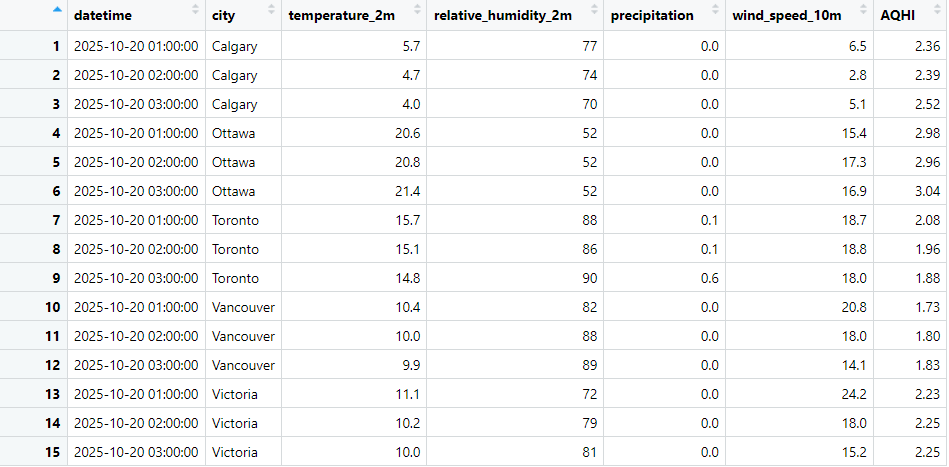 datetime city temperature_2m relative_humidity_2m precipitation wind_speed_10m AQHI
1 2025-10-20 01:00:00 Calgary 5.7 77 0.0 6.5 2.36
2 2025-10-20 02:00:00 Calgary 4.7 74 0.0 2.8 2.39
3 2025-10-20 03:00:00 Calgary 4.0 70 0.0 5.1 2.52
4 2025-10-20 01:00:00 Ottawa 20.6 52 0.0 15.4 2.98
5 2025-10-20 02:00:00 Ottawa 20.8 52 0.0 17.3 2.96
6 2025-10-20 03:00:00 Ottawa 21.4 52 0.0 16.9 3.04
7 2025-10-20 01:00:00 Toronto 15.7 88 0.1 18.7 2.08
8 2025-10-20 02:00:00 Toronto 15.1 86 0.1 18.8 1.96
9 2025-10-20 03:00:00 Toronto 14.8 90 0.6 18.0 1.88
10 2025-10-20 01:00:00 Vancouver 10.4 82 0.0 20.8 1.73
11 2025-10-20 02:00:00 Vancouver 10.0 88 0.0 18.0 1.80
12 2025-10-20 03:00:00 Vancouver 9.9 89 0.0 14.1 1.83
13 2025-10-20 01:00:00 Victoria 11.1 72 0.0 24.2 2.23
14 2025-10-20 02:00:00 Victoria 10.2 79 0.0 18.0 2.25
15 2025-10-20 03:00:00 Victoria 10.0 81 0.0 15.2 2.25